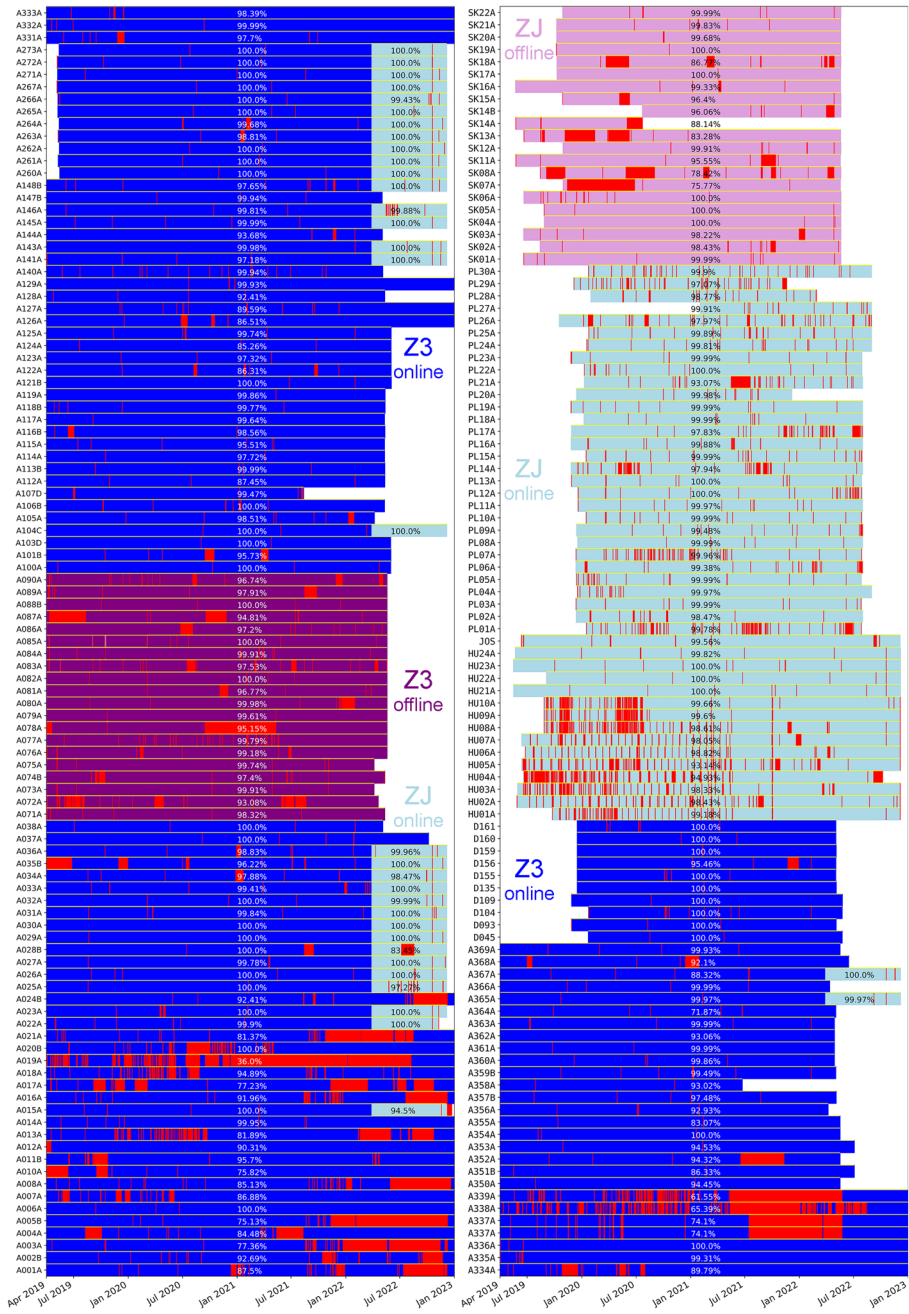 A333A 98.39%
A332A 99.99%
A331A 97.7%
A273A 100.0% 100.0%
A272A 100.0% 100.0%
A271A 100.0% 100.0%
A267A 100.0% 100.0%
A266A 100.0% 99.43%
A265A 100.0% 100.0%
A264A 99.68% 100.0%
A263A 98.81% 100.0%
A262A 100.0% 100.0%
A261A 100.0% 100.0%
A260A 100.0% 100.0%
A148B 97.65% 100.0%
A147B 99.94%
A146A 99.81% 99.88%
A145A 99.99% 100.0%
A144A 93.68%
A143A 99.98% 100.0%
A141A 97.18% 100.0%
A140A 99.94%
A129A 99.93%
A128A 92.41%
A127A 89.59%
A126A 86.51%
A125A 99.74%
A124A 85.26%
Z3
online
A123A 97.32%
A122A 86.31%
A121B 100.0%
A119A 99.86%
A118B 99.77%
A117A 99.64%
A116B 98.56%
A115A 95.51%
A114A 97.72%
A113B 99.99%
A112A 87.45%
A107D 99.47%
A106B 100.0%
A105A 98.51%
A104C 100.0% 100.0%
A103D 100.0%
A101B 95.73%
A100A 100.0%
A090A 96.74%
A089A 97.91%
A088B 100.0%
A087A 94.81%
A086A 97.2%
A085A 100.0%
A084A 99.91%
A083A 97.53%
A082A 100.0%
Z3
offline
A081A 96.77%
A080A 99.98%
A079A 99.61%
A078A 95.15%
A077A 99.79%
A076A 99.18%
A075A 99.74%
A074B 97.4%
A073A 99.91%
ZJ
online
A072A 93.08%
A071A 98.32%
A038A 100.0%
A037A 100.0%
A036A 98.83% 99.96%
A035B 96.22% 100.0%
A034A 97.88% 98.47%
A033A 99.41% 100.0%
A032A 100.0% 99.99%
A031A 99.84% 100.0%
A030A 100.0% 100.0%
A029A 100.0% 100.0%
A028B 100.0% 83.45%
A027A 99.78% 100.0%
A026A 100.0% 100.0%
A025A 100.0% 97.27%
A024B 92.41%
A023A 100.0% 100.0%
A022A 99.9% 100.0%
A021A 81.37%
A020B 100.0%
A019A 36.0%
A018A 94.89%
A017A 77.23%
A016A 91.96%
A015A 100.0% 94.5%
A014A 99.95%
A013A 81.89%
A012A 90.31%
A011B 95.7%
A010A 75.82%
A008A 85.13%
A007A 86.88%
A006A 100.0%
A005B 75.13%
A004A 84.48%
A003A 77.36%
A002B 92.69%
A001A 87.5%
Apr 2019 Jul 2019 Jan 2020 Jul 2020 Jan 2021 Jul 2021 Jan 2022 Jul 2022 Jan 2023
SK22A 99.99%
ZJ
offline
SK21A 99.83%
SK20A 99.68%
SK19A 100.0%
SK18A 86.77%
SK17A 100.0%
SK16A 99.33%
SK15A 96.4%
SK14B 96.06%
SK14A 88.14%
SK13A 83.28%
SK12A 99.91%
SK11A 95.55%
SK08A 78.42%
SK07A 75.77%
SK06A 100.0%
SK05A 100.0%
SK04A 100.0%
SK03A 98.22%
SK02A 98.43%
SK01A 99.99%
PL30A 99.9%
PL29A 97.07%
PL28A 98.77%
PL27A 99.91%
PL26A 97.97%
PL25A 99.89%
PL24A 99.81%
PL23A 99.99%
PL22A 100.0%
PL21A 93.07%
PL20A 99.98%
PL19A 99.99%
PL18A 99.99%
PL17A 97.83%
PL16A 99.88%
PL15A 99.99%
PL14A 97.94%
ZJ
online
PL13A 100.0%
PL12A 100.0%
PL11A 99.97%
PL10A 99.99%
PL09A 99.48%
PL08A 99.99%
PL07A 99.96%
PL06A 99.38%
PL05A 99.99%
PL04A 99.97%
PL03A 99.99%
PL02A 98.47%
PL01A 99.78%
JOS 99.56%
HU24A 99.82%
HU23A 100.0%
HU22A 100.0%
HU21A 100.0%
HU10A 99.66%
HU09A 99.6%
HU08A 98.61%
HU07A 98.05%
HU06A 98.82%
HU05A 93.14%
HU04A 94.93%
HU03A 98.33%
HU02A 98.43%
HU01A 99.18%
D161 100.0%
D160 100.0%
D159 100.0%
D156 95.46%
Z3
online
D155 100.0%
D135 100.0%
D109 100.0%
D104 100.0%
D093 100.0%
D045 100.0%
A369A 99.93%
A368A 92.1%
A367A 88.32% 100.0%
A366A 99.99%
A365A 99.97% 99.97%
A364A 71.87%
A363A 99.99%
A362A 93.06%
A361A 99.99%
A360A 99.86%
A359B 99.49%
A358A 93.02%
A357B 97.48%
A356A 92.93%
A355A 83.07%
A354A 100.0%
A353A 94.53%
A352A 94.32%
A351B 86.33%
A350A 94.45%
A339A 61.55%
A338A 65.39%
A337A 74.1%
A337A 74.1%
A336A 100.0%
A335A 99.31%
A334A 89.79%
Apr 2019 Jul 2019 Jan 2020 Jul 2020 Jan 2021 Jul 2021 Jan 2022 Jul 2022 Jan 2023